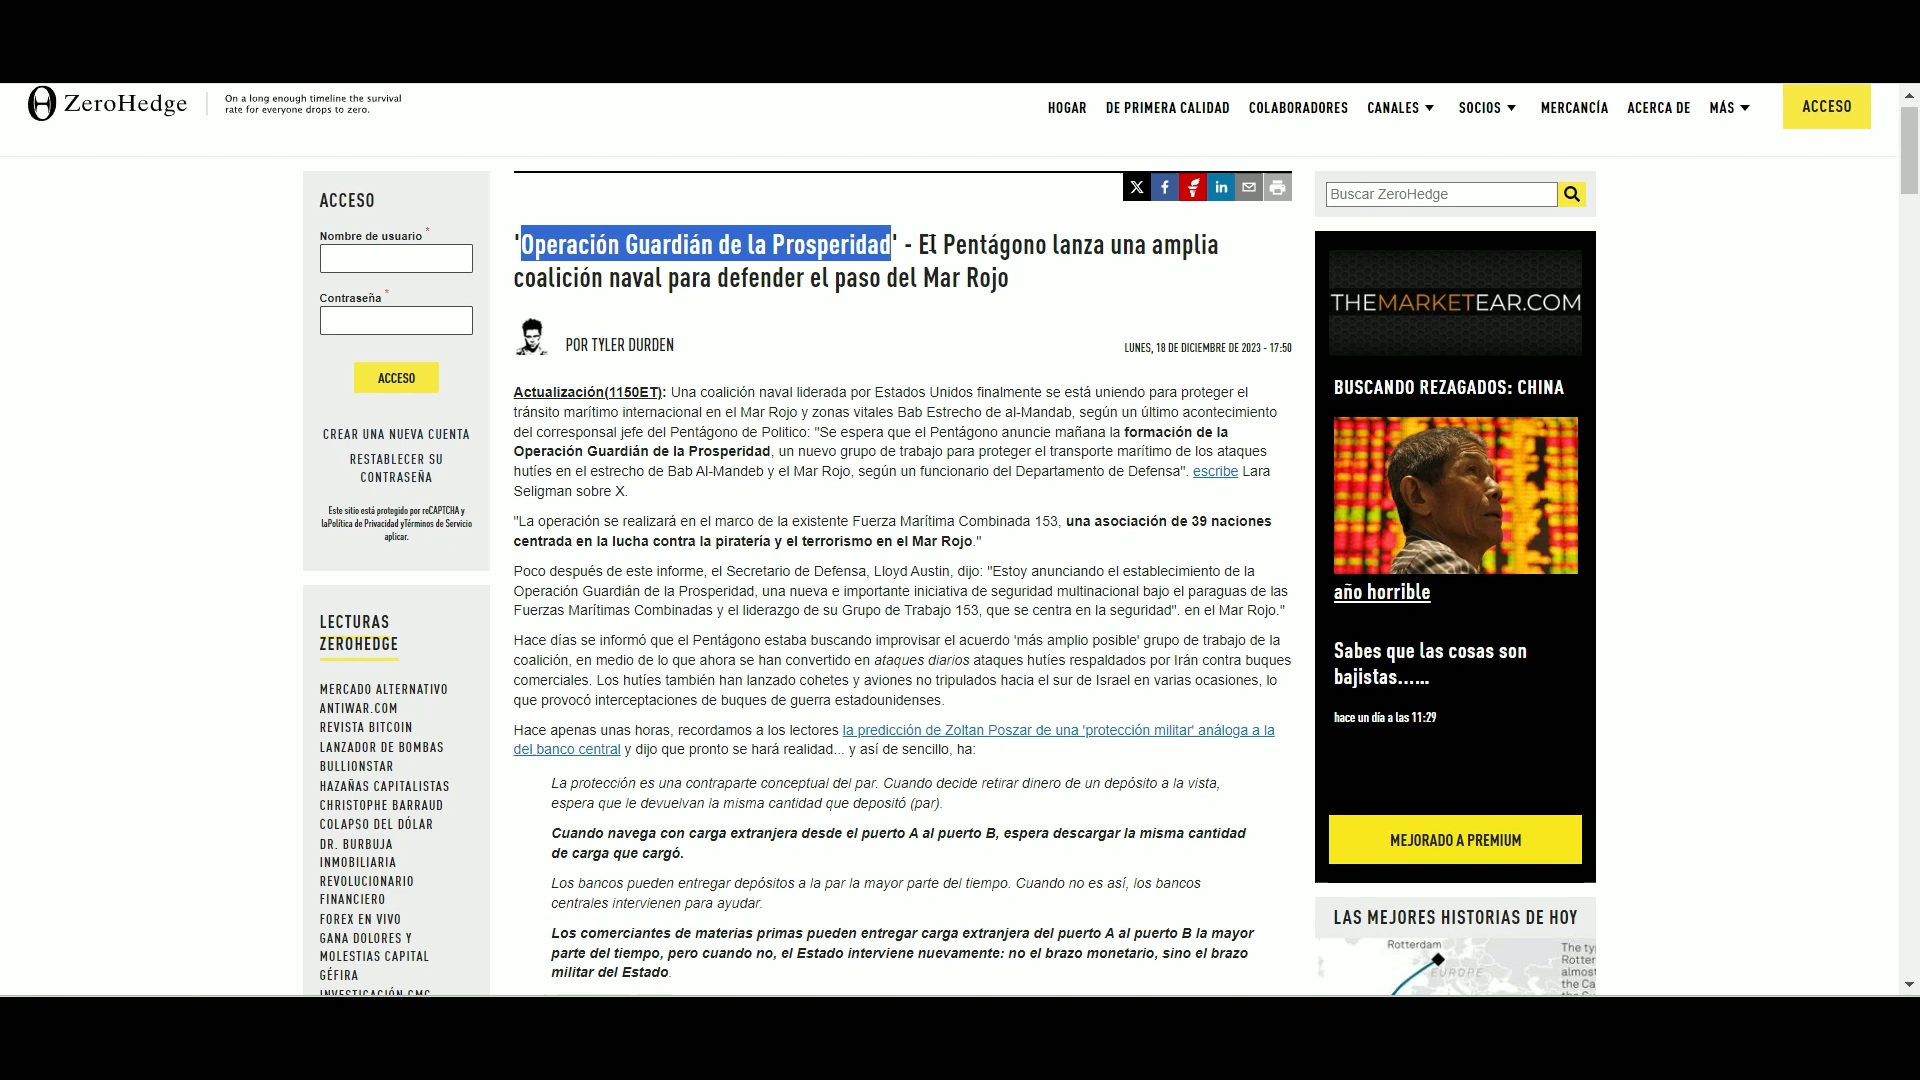 ZeroHedge
On a long enough timeline the survival
rate for everyone drops to zero.
HOGAR DE PRIMERA CALIDAD COLABORADORES CANALES SOCIOS MERCANCÍA ACERCA DE MÁS ACCESO
ACCESO
Nombre de usuario *
Contraseña *
ACCESO
CREAR UNA NUEVA CUENTA
RESTABLECER SU
CONTRASEÑA
Este sitio está protegido por reCAPTCHA y
laPolítica de Privacidad yTérminos de Servicio
aplicar.
LECTURAS
ZEROHEDGE
MERCADO ALTERNATIVO
ANTIWAR.COM
REVISTA BITCOIN
LANZADOR DE BOMBAS
BULLIONSTAR
HAZAÑAS CAPITALISTAS
CHRISTOPHE BARRAUD
COLAPSO DEL DÓLAR
DR. BURBUJA
INMOBILIARIA
REVOLUCIONARIO
FINANCIERO
FOREX EN VIVO
GANA DOLORES Y
MOLESTIAS CAPITAL
GÉFIRA
INVESTIGACIÓN GMG
'Operación Guardián de la Prosperidad' - El Pentágono lanza una amplia
coalición naval para defender el paso del Mar Rojo
POR TYLER DURDEN
LUNES, 18 DE DICIEMBRE DE 2023 - 17:50
Actualización(1150ET): Una coalición naval liderada por Estados Unidos finalmente se está uniendo para proteger el
tránsito marítimo internacional en el Mar Rojo y zonas vitales Bab Estrecho de al-Mandab, según un último acontecimiento
del corresponsal jefe del Pentágono de Politico: "Se espera que el Pentágono anuncie mañana la formación de la
Operación Guardián de la Prosperidad, un nuevo grupo de trabajo para proteger el transporte marítimo de los ataques
hutíes en el estrecho de Bab Al-Mandeb y el Mar Rojo, según un funcionario del Departamento de Defensa". escribe Lara
Seligman sobre X.
"La operación se realizará en el marco de la existente Fuerza Marítima Combinada 153, una asociación de 39 naciones
centrada en la lucha contra la piratería y el terrorismo en el Mar Rojo."
Poco después de este informe, el Secretario de Defensa, Lloyd Austin, dijo: "Estoy anunciando el establecimiento de la
Operación Guardián de la Prosperidad, una nueva e importante iniciativa de seguridad multinacional bajo el paraguas de las
Fuerzas Marítimas Combinadas y el liderazgo de su Grupo de Trabajo 153, que se centra en la seguridad". en el Mar Rojo."
Hace días se informó que el Pentágono estaba buscando improvisar el acuerdo 'más amplio posible' grupo de trabajo de la
coalición, en medio de lo que ahora se han convertido en ataques diarios ataques hutíes respaldados por Irán contra buques
comerciales. Los hutíes también han lanzado cohetes y aviones no tripulados hacia el sur de Israel en varias ocasiones, lo
que provocó interceptaciones de buques de guerra estadounidenses.
Hace apenas unas horas, recordamos a los lectores la predicción de Zoltan Poszar de una 'protección militar' análoga a la
del banco central y dijo que pronto se hará realidad... y así de sencillo, ha:
La protección es una contraparte conceptual del par. Cuando decide retirar dinero de un depósito a la vista,
espera que le devuelvan la misma cantidad que depositó (par).
Cuando navega con carga extranjera desde el puerto A al puerto B, espera descargar la misma cantidad
de carga que cargó.
Los bancos pueden entregar depósitos a la par la mayor parte del tiempo. Cuando no es así, los bancos
centrales intervienen para ayudar.
Los comerciantes de materias primas pueden entregar carga extranjera del puerto A al puerto B la mayor
parte del tiempo, pero cuando no, el Estado interviene nuevamente: no el brazo monetario, sino el brazo
militar del Estado.
Buscar ZeroHedge
THEMARKETEAR.COM
BUSCANDO REZAGADOS: CHINA
año horrible
Sabes que las cosas son
bajistas......
hace un día a las 11:29
MEJORADO A PREMIUM
LAS MEJORES HISTORIAS DE HOY
Rotterdam
EUROPE
The ty
Rotter
almost
the Ca